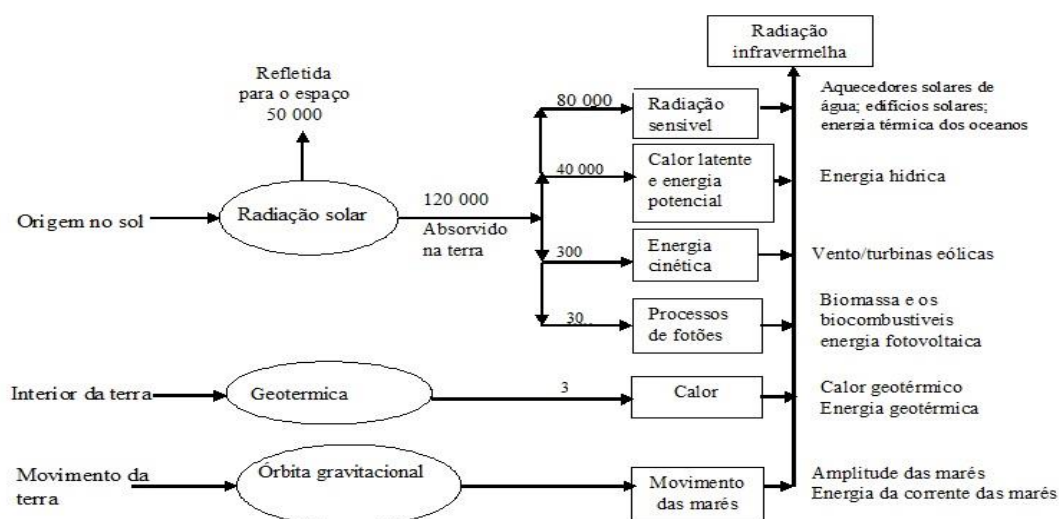 Radiação
infravermelha
Refletida
para o espaço
50 000
80 000
Radiação
sensivel
Aquecedores solares de
água; edifícios solares;
energia térmica dos oceanos
40 000
Calor latente
e energia
potencial
Energia hidrica
Origem no sol
Radiação solar
120 000
Absorvido
na terra
300
Energia
cinética
Vento/turbinas eólicas
30..
Processos
de fotões
Biomassa e os
biocombustiveis
energia fotovoltaica
Interior da terra
Geotermica
3
Calor
Calor geotérmico
Energia geotérmica
Movimento da
terra
Órbita gravitacional
Movimento
das marés
Amplitude das marés
Energia da corrente das marés